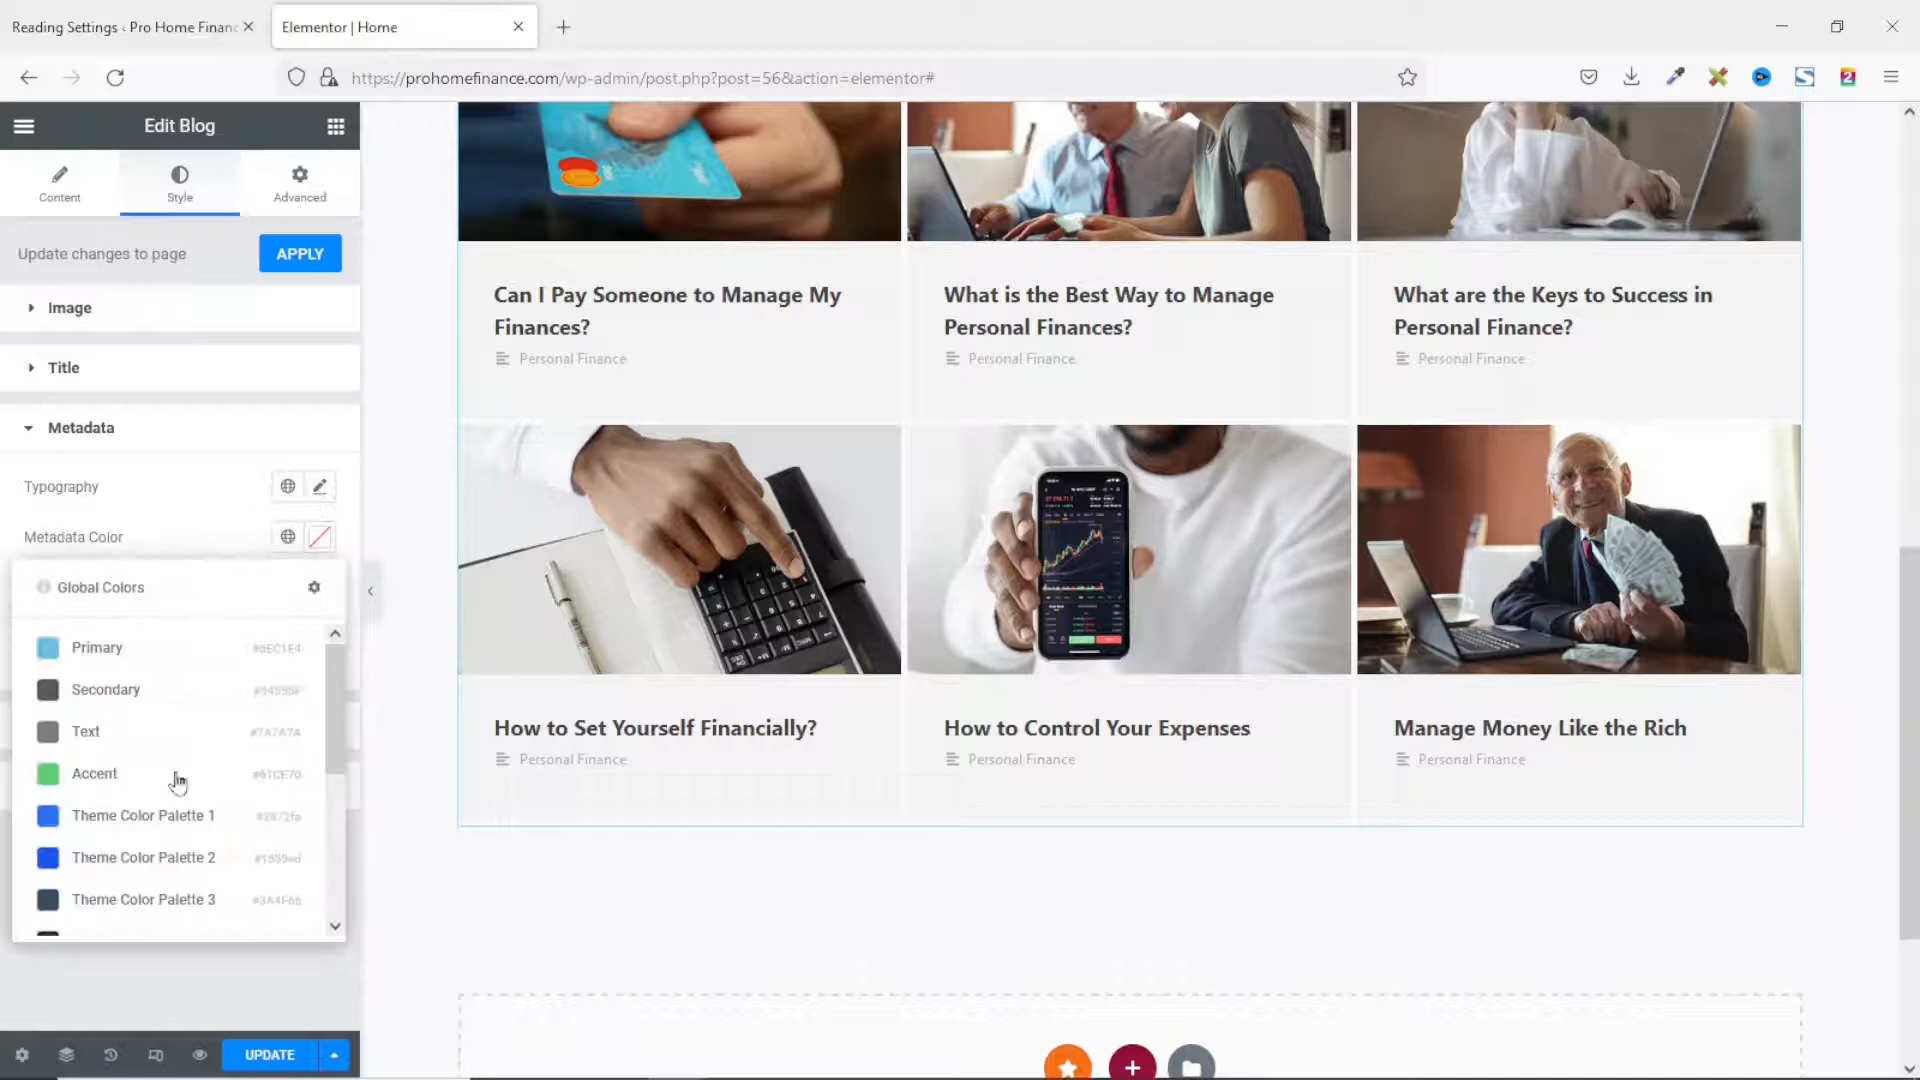 Reading Settings ‹ Pro Home Financ
Elementor | Home
https://prohomefinance.com/wp-admin/post.php?post=56&action=elementor#
2
Edit Blog
Content
Style
Advanced
Update changes to page
APPLY
Image
Title
Metadata
Typography
Metadata Color
Global Colors
Primary #6EC1E4
Secondary
Text #7A7A7A
Accent #61CE70
Theme Color Palette 1 #2872fa
Theme Color Palette 2 #1559ed
Theme Color Palette 3 #3A4F66
UPDATE
Can I Pay Someone to Manage My
Finances?
Personal Finance
What is the Best Way to Manage
Personal Finances?
Personal Finance
What are the Keys to Success in
Personal Finance?
Personal Finance
How to Set Yourself Financially?
Personal Finance
How to Control Your Expenses
Personal Finance
Manage Money Like the Rich
Personal Finance